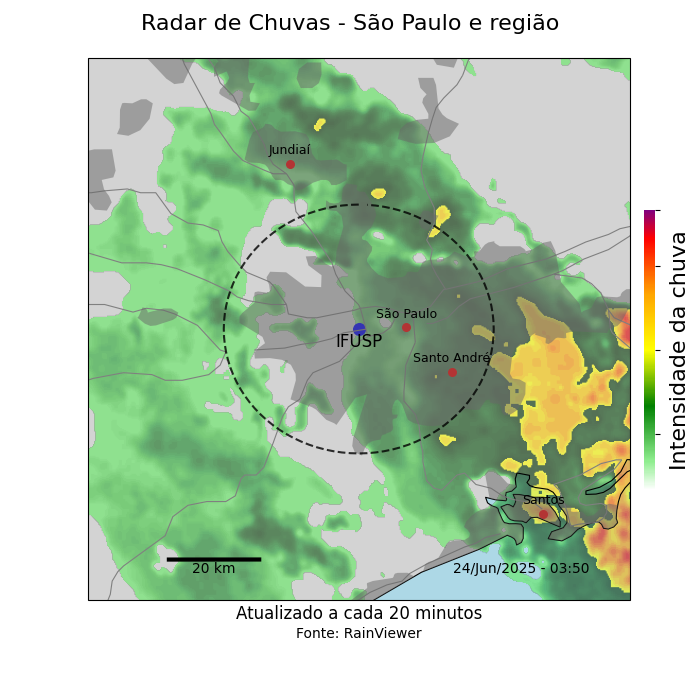 Radar de Chuvas - São Paulo e região
Jundiaí
São Paulo
IFUSP
Santo André
Santos
20 km
24/Jun/2025 - 03:50
Intensidade da chuva
Atualizado a cada 20 minutos
Fonte: RainViewer